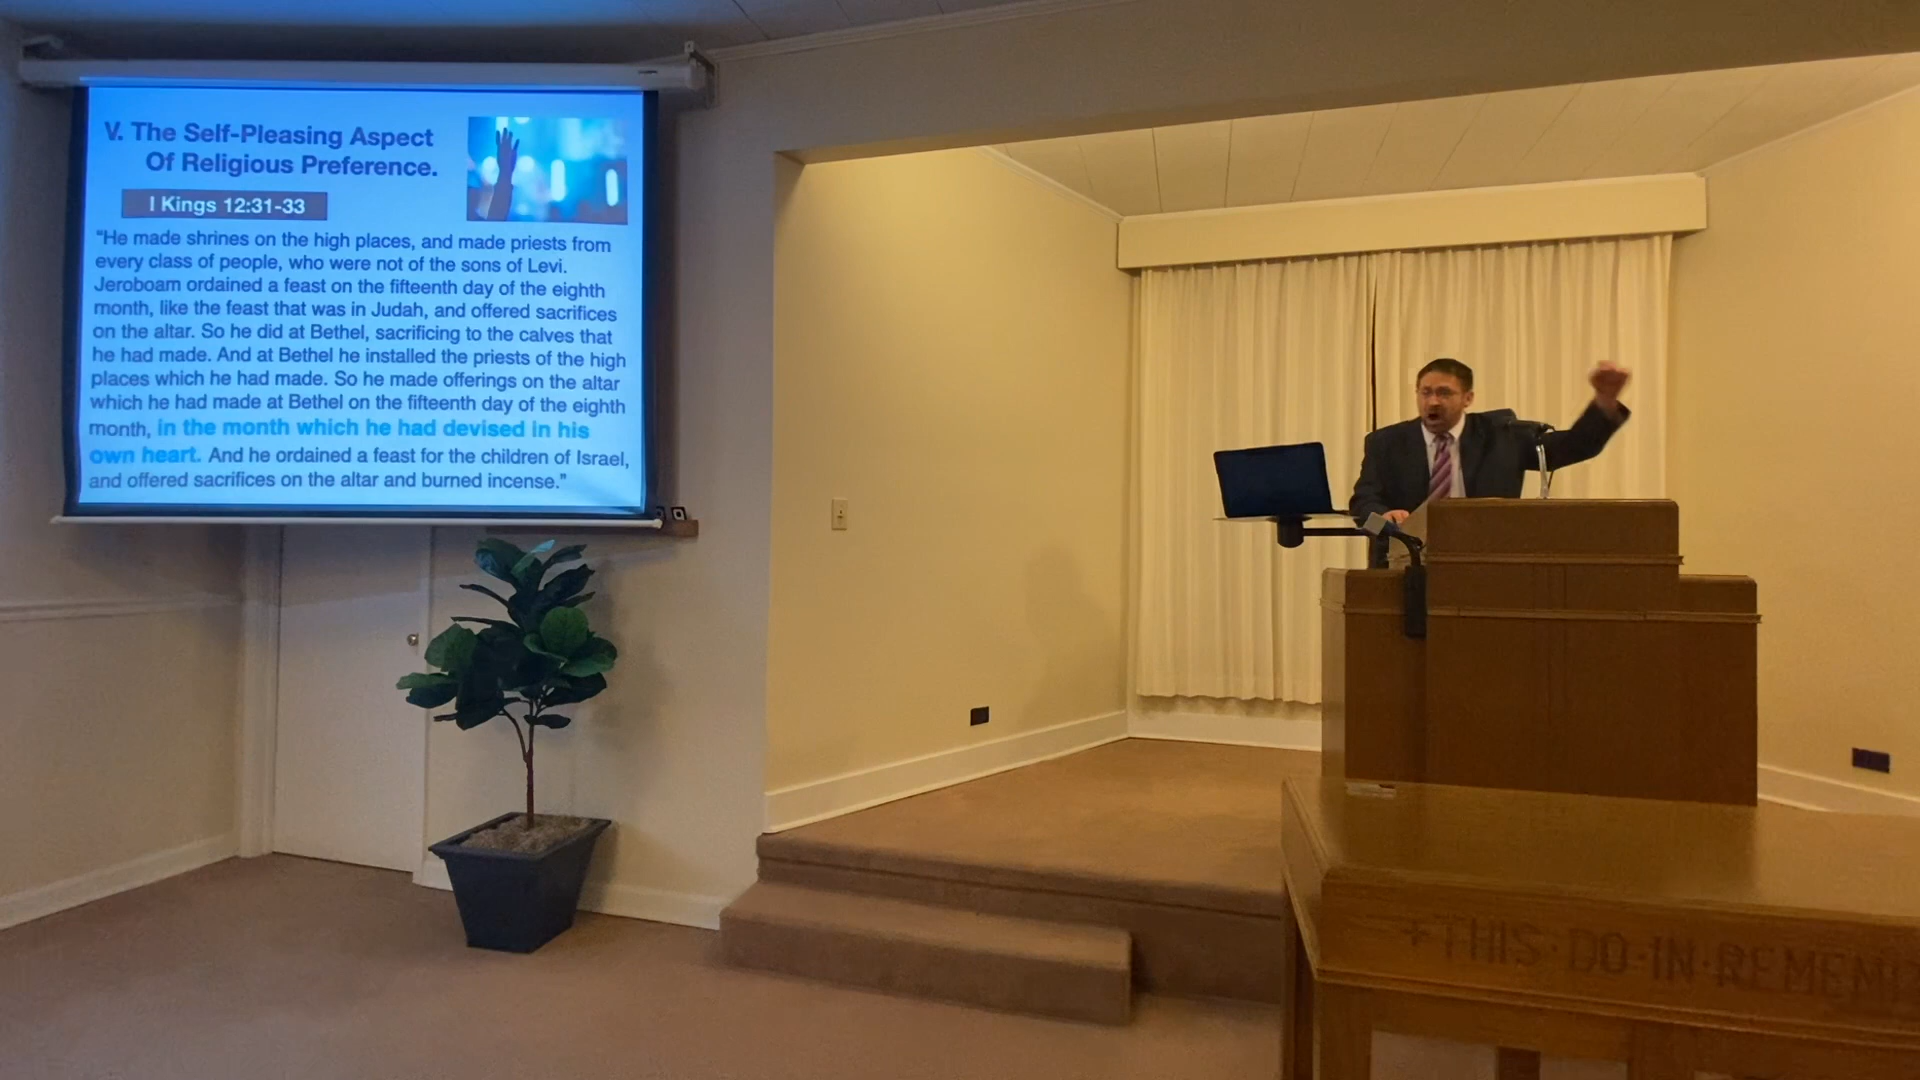 V. The Self-Pleasing Aspect
Of Religious Preference.
I Kings 12:31-33
“He made shrines on the high places, and made priests from
every class of people, who were not of the sons of Levi.
Jeroboam ordained a feast on the fifteenth day of the eighth
month, like the feast that was in Judah, and offered sacrifices
on the altar. So he did at Bethel, sacrificing to the calves that
he had made. And at Bethel he installed the priests of the high
places which he had made. So he made offerings on the altar
which he had made at Bethel on the fifteenth day of the eighth
month, in the month which he had devised in his
own heart. And he ordained a feast for the children of Israel,
and offered sacrifices on the altar and burned incense.”
+THIS·DO·IN·REMEM